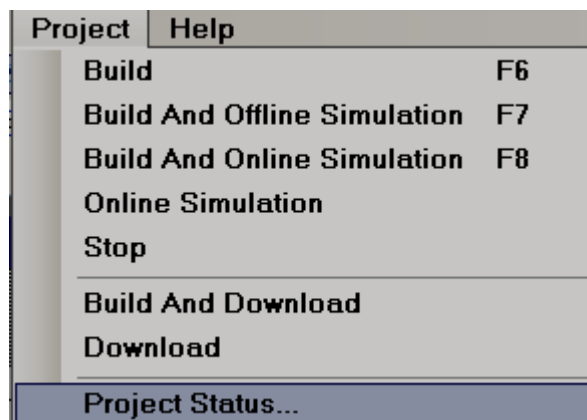 Project Help
Build F6
Build And Offline Simulation F7
Build And Online Simulation F8
Online Simulation
Stop
Build And Download
Download
Project Status...